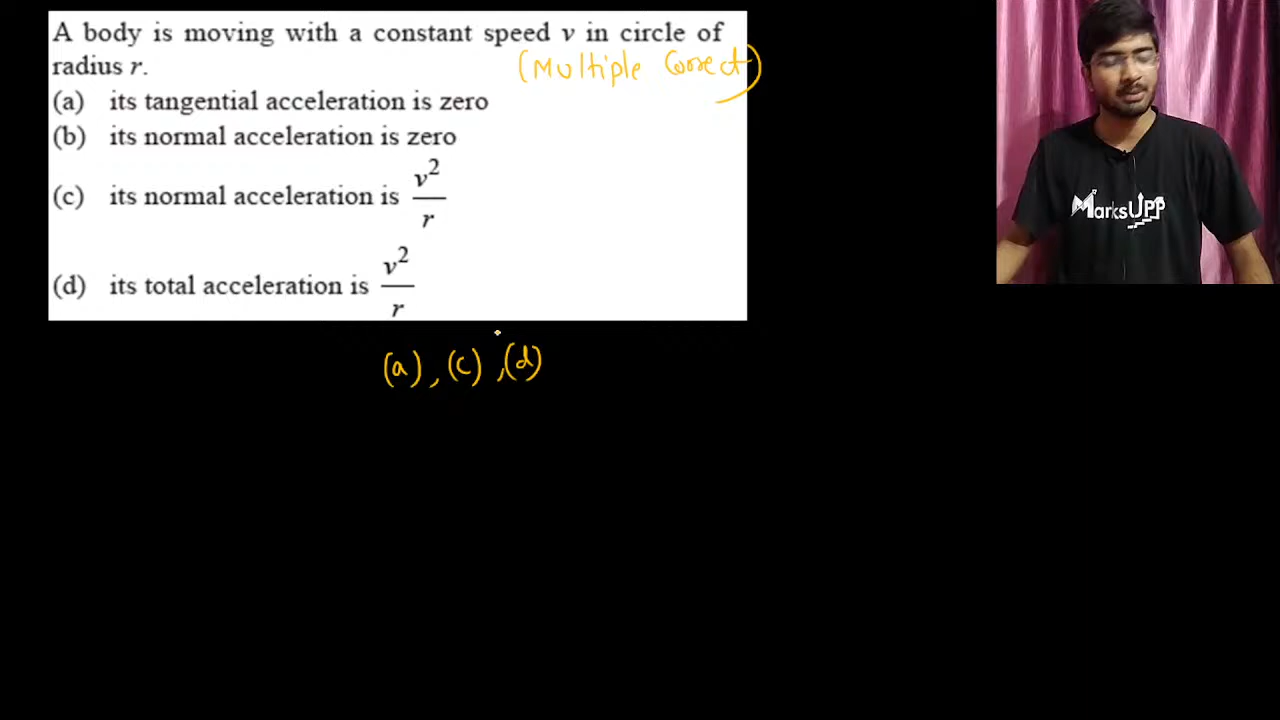 A body is moving with a constant speed v in circle of
radius r.
(Multiple Correct)
(a) its tangential acceleration is zero
(b) its normal acceleration is zero
(c) its normal acceleration is v²/r
(d) its total acceleration is v²/r
(a), (c), (d)
MarksUPP